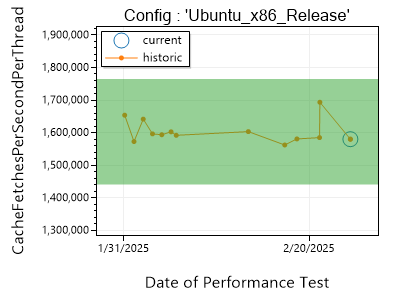 Config : 'Ubuntu_x86_Release'
CacheFetchesPerSecondPerThread
1,900,000
1,800,000
1,700,000
1,600,000
1,500,000
1,400,000
1,300,000
current
historic
1/31/2025
2/20/2025
Date of Performance Test